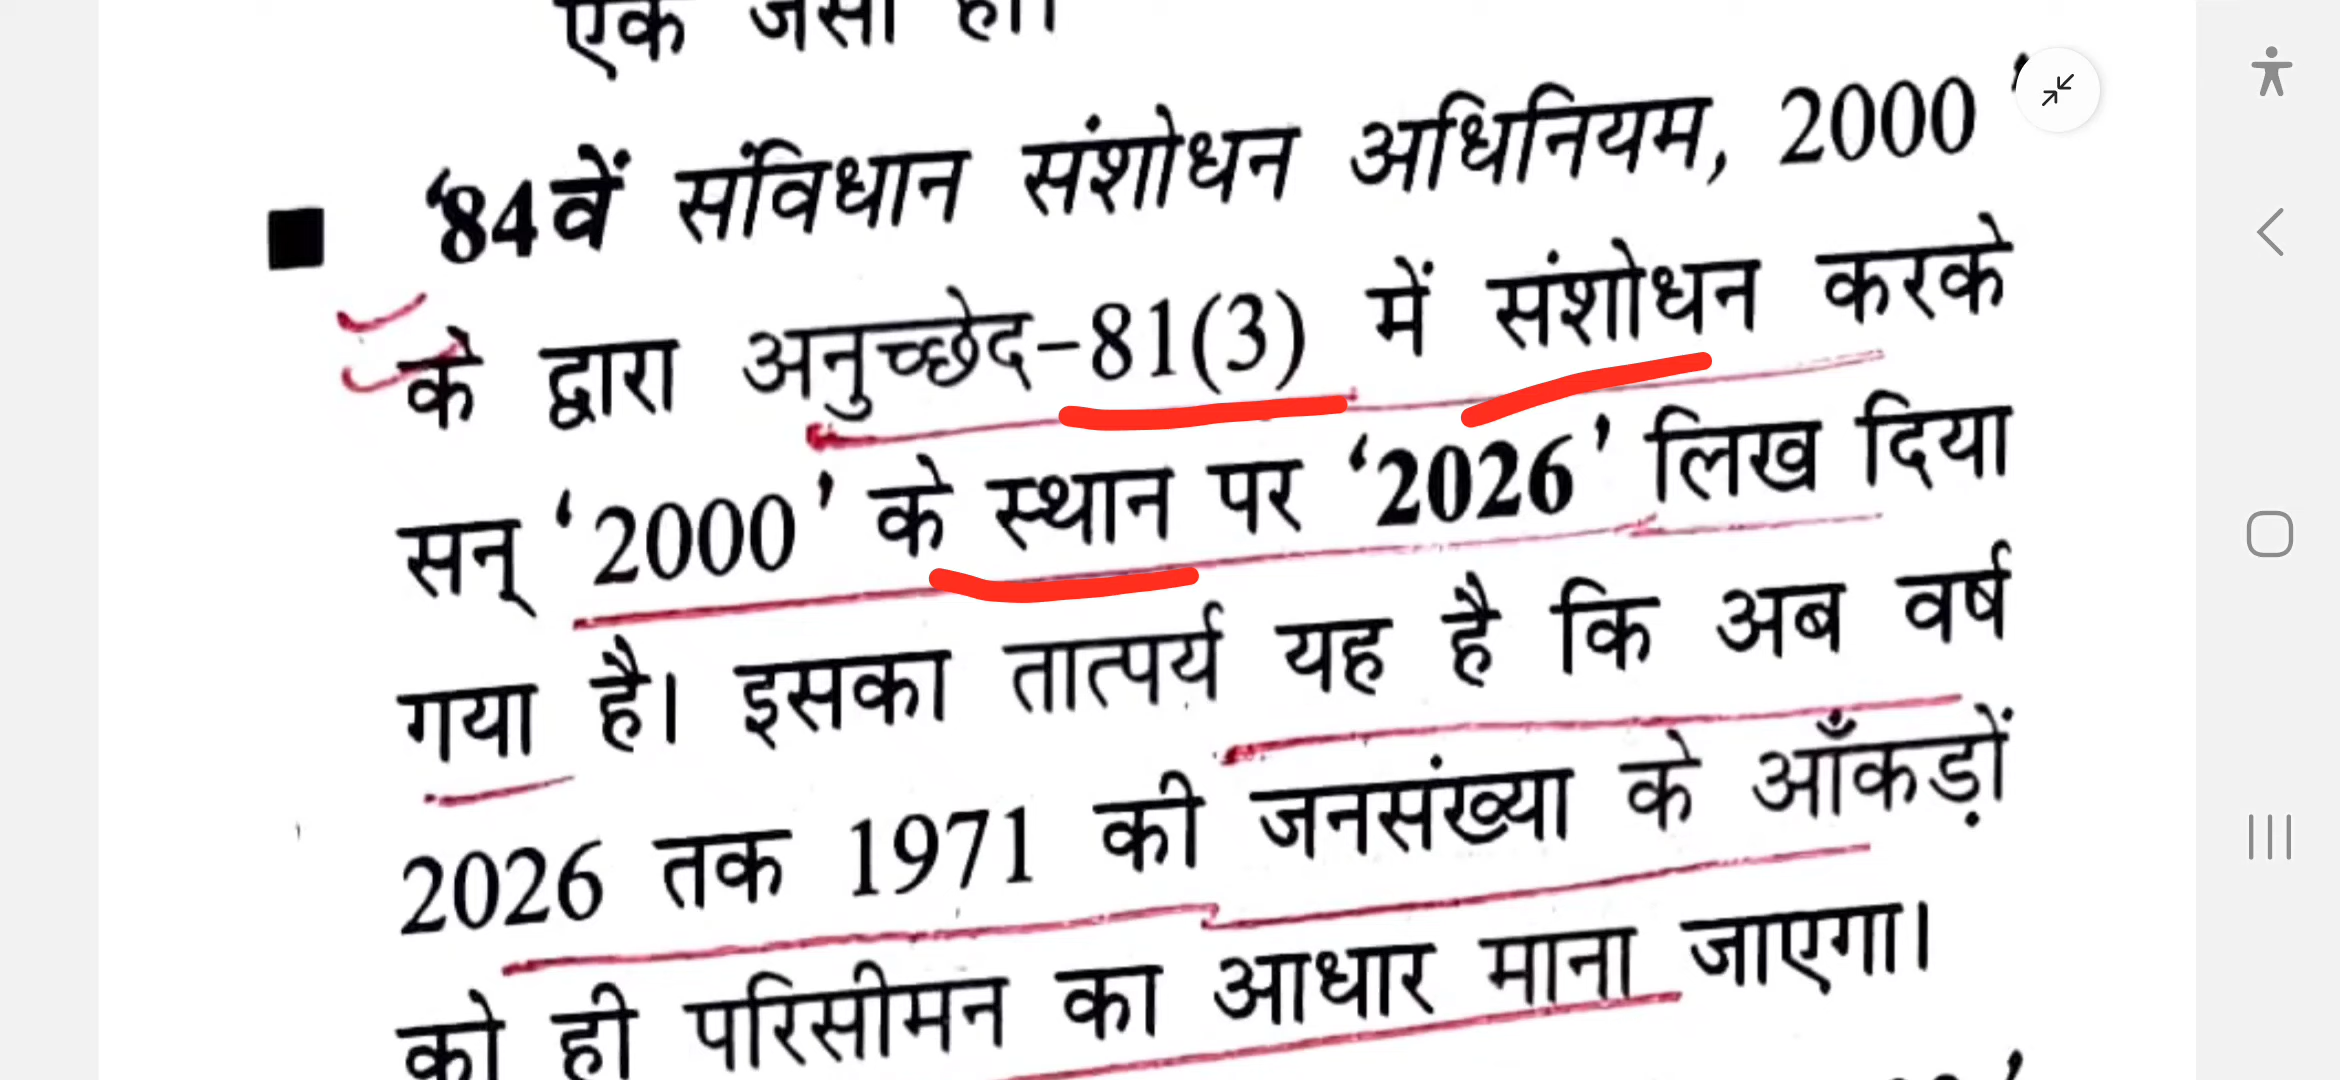 एक जैसी हो।
■ '84वें संविधान संशोधन अधिनियम, 2000'
के द्वारा अनुच्छेद-81(3) में संशोधन करके
सन् '2000' के स्थान पर '2026' लिख दिया
गया है। इसका तात्पर्य यह है कि अब वर्ष
2026 तक 1971 की जनसंख्या के आँकड़ों
को ही परिसीमन का आधार माना जाएगा।